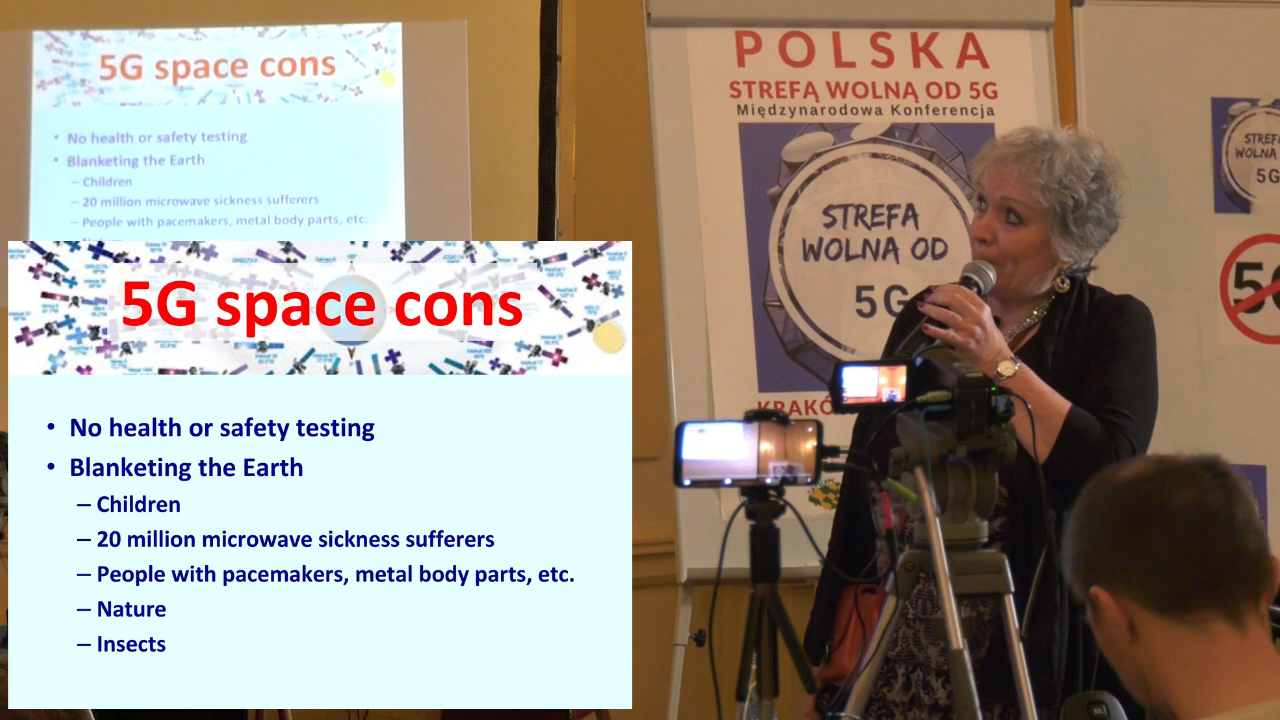 5G space cons
• No health or safety testing
• Blanketing the Earth
– Children
– 20 million microwave sickness sufferers
– People with pacemakers, metal body parts, etc.
5G space cons
• No health or safety testing
• Blanketing the Earth
– Children
– 20 million microwave sickness sufferers
– People with pacemakers, metal body parts, etc.
– Nature
– Insects
POLSKA
STREFĄ WOLNĄ OD 5G
Międzynarodowa Konferencja
STREFA
WOLNA OD
5G
KRAKÓ
STREFA
WOLNA
5G
5G